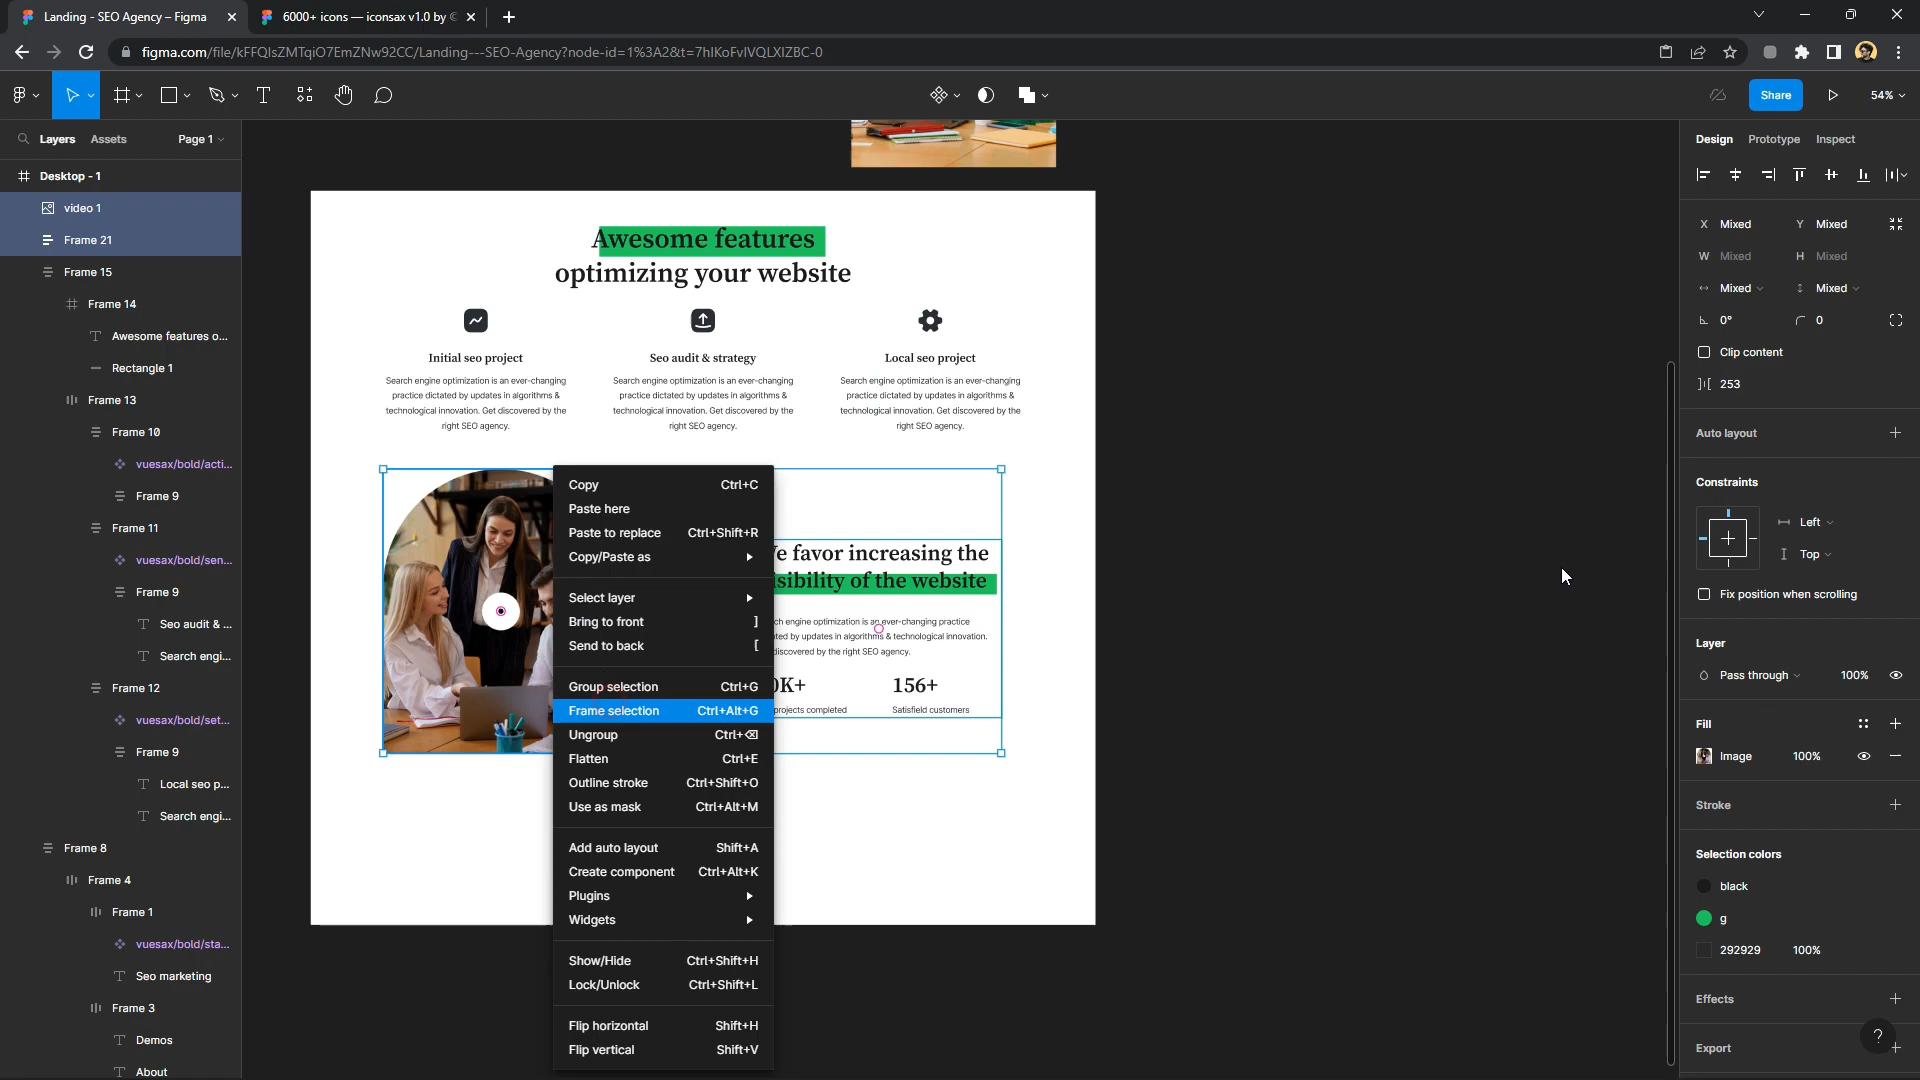 Landing - SEO Agency – Figma
6000+ icons — iconsax v1.0 by
figma.com/file/kFFQlsZMTqiO7EmZNw92CC/Landing---SEO-Agency?node-id=1%3A2&t=7hlKoFvIVQLXIZBC-0
Share
54%
Layers
Assets
Page 1
Desktop - 1
video 1
Frame 21
Frame 15
Frame 14
Awesome features o...
Rectangle 1
Frame 13
Frame 10
vuesax/bold/acti...
Frame 9
Frame 11
vuesax/bold/sen...
Frame 9
Seo audit & ...
Search engi...
Frame 12
vuesax/bold/set...
Frame 9
Local seo p...
Search engi...
Frame 8
Frame 4
Frame 1
vuesax/bold/sta...
Seo marketing
Frame 3
Demos
About
Awesome features
optimizing your website
Initial seo project
Search engine optimization is an ever-changing
practice dictated by updates in algorithms &
technological innovation. Get discovered by the
right SEO agency.
Seo audit & strategy
Search engine optimization is an ever-changing
practice dictated by updates in algorithms &
technological innovation. Get discovered by the
right SEO agency.
Local seo project
Search engine optimization is an ever-changing
practice dictated by updates in algorithms &
technological innovation. Get discovered by the
right SEO agency.
Copy Ctrl+C
Paste here
Paste to replace Ctrl+Shift+R
Copy/Paste as
Select layer
Bring to front ]
Send to back [
Group selection Ctrl+G
Frame selection Ctrl+Alt+G
Ungroup Ctrl+⌫
Flatten Ctrl+E
Outline stroke Ctrl+Shift+O
Use as mask Ctrl+Alt+M
Add auto layout Shift+A
Create component Ctrl+Alt+K
Plugins
Widgets
Show/Hide Ctrl+Shift+H
Lock/Unlock Ctrl+Shift+L
Flip horizontal Shift+H
Flip vertical Shift+V
favor increasing the
of the website
engine optimization is an ever-changing practice
by updates in algorithms & technological innovation.
discovered by the right SEO agency.
0K+
projects completed
156+
Satisfield customers
Design
Prototype
Inspect
X Mixed
Y Mixed
W Mixed
H Mixed
Mixed
Mixed
0°
0
Clip content
253
Auto layout
Constraints
Left
Top
Fix position when scrolling
Layer
Pass through
100%
Fill
Image
100%
Stroke
Selection colors
black
g
292929
100%
Effects
?
Export